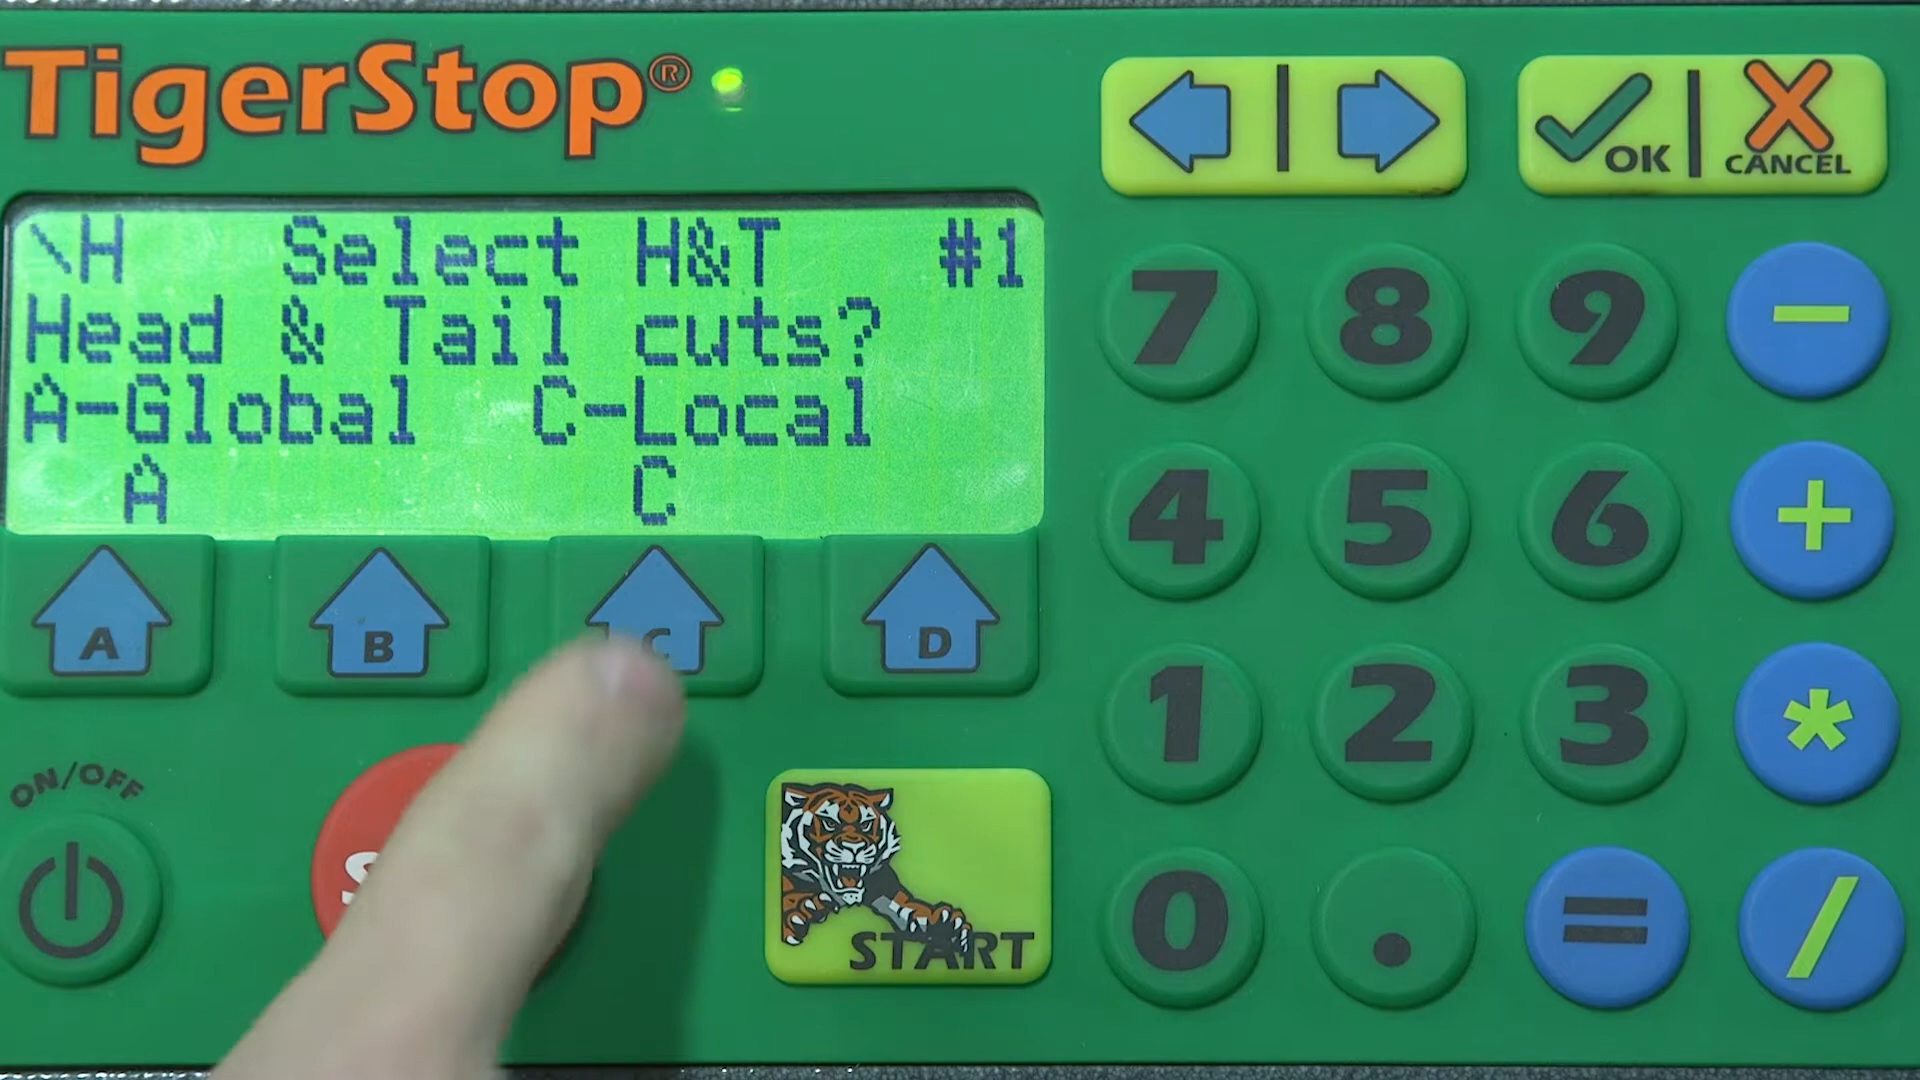 TigerStop®
\H Select H&T #1
Head & Tail cuts?
A-Global C-Local
A C
A B C D
ON/OFF
START
OK CANCEL
7 8 9 -
4 5 6 +
1 2 3 *
0 . = /